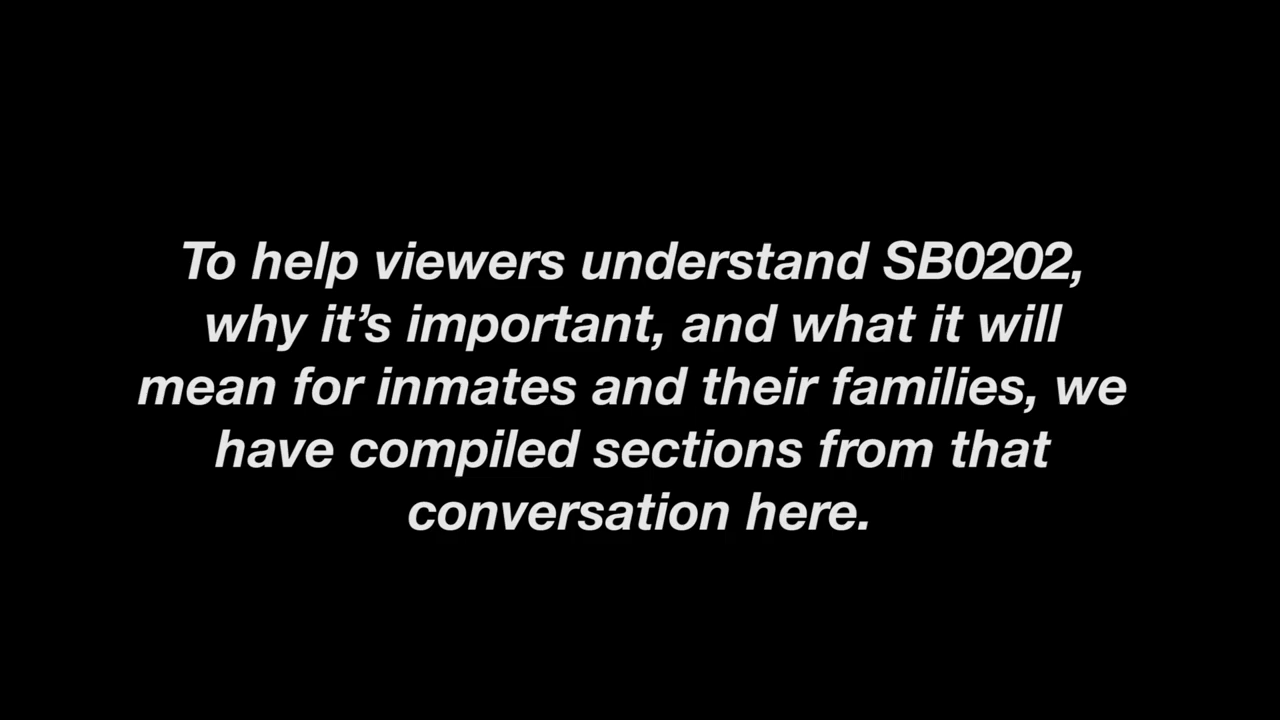 To help viewers understand SB0202,
why it’s important, and what it will
mean for inmates and their families, we
have compiled sections from that
conversation here.